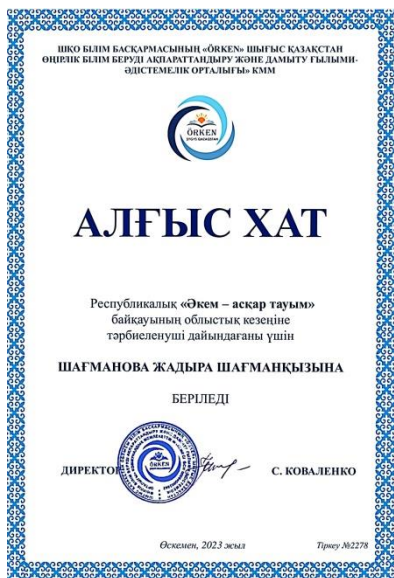 ШҚО БІЛІМ БАСҚАРМАСЫНЫҢ «ӨRKEN» ШЫҒЫС ҚАЗАҚСТАН
ӨҢІРЛІК БІЛІМ БЕРУДІ АҚПАРАТТАНДЫРУ ЖӘНЕ ДАМЫТУ ҒЫЛЫМИ-
ӘДІСТЕМЕЛІК ОРТАЛЫҒЫ» КММ
ÖRKEN
АЛҒЫС ХАТ
Республикалық «Әкем – асқар тауым»
байқауының облыстық кезеңіне
тәрбиеленуші дайындағаны үшін
ШАҒМАНОВА ЖАДЫРА ШАҒМАНҚЫЗЫНА
БЕРІЛЕДІ
ДИРЕКТОР С. КОВАЛЕНКО
ÖRKEN
Өскемен, 2023 жыл Тіркеу №2278